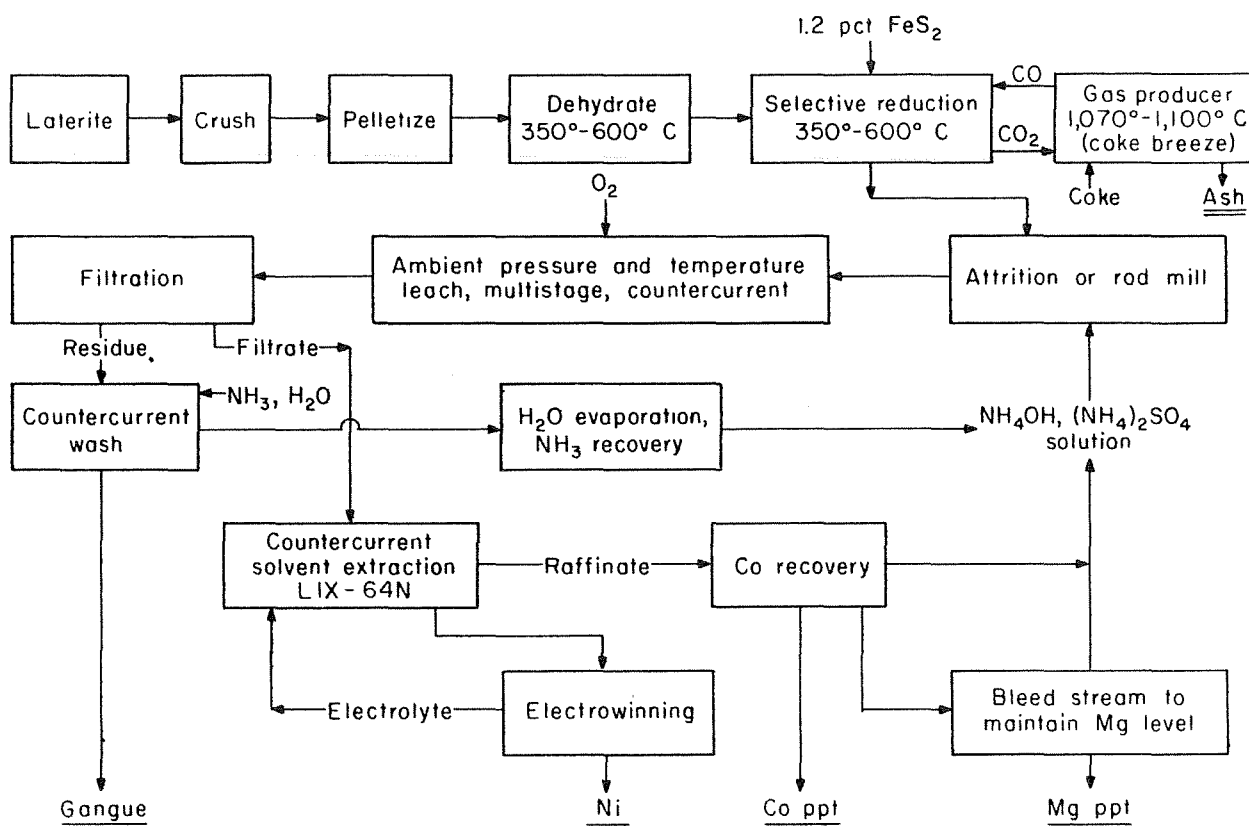 1.2 pct FeS₂
Laterite
Crush
Pelletize
Dehydrate
350°-600° C
Selective reduction
350°-600° C
CO
CO₂
Gas producer
1,070°-1,100° C
(coke breeze)
Coke
Ash
O₂
Filtration
Ambient pressure and temperature
leach, multistage, countercurrent
Attrition or rod mill
Residue
Filtrate
NH₃, H₂O
Countercurrent
wash
H₂O evaporation,
NH₃ recovery
NH₄OH, (NH₄)₂SO₄
solution
Countercurrent
solvent extraction
LIX-64N
Raffinate
Co recovery
Electrolyte
Electrowinning
Bleed stream to
maintain Mg level
Gangue
Ni
Co ppt
Mg ppt